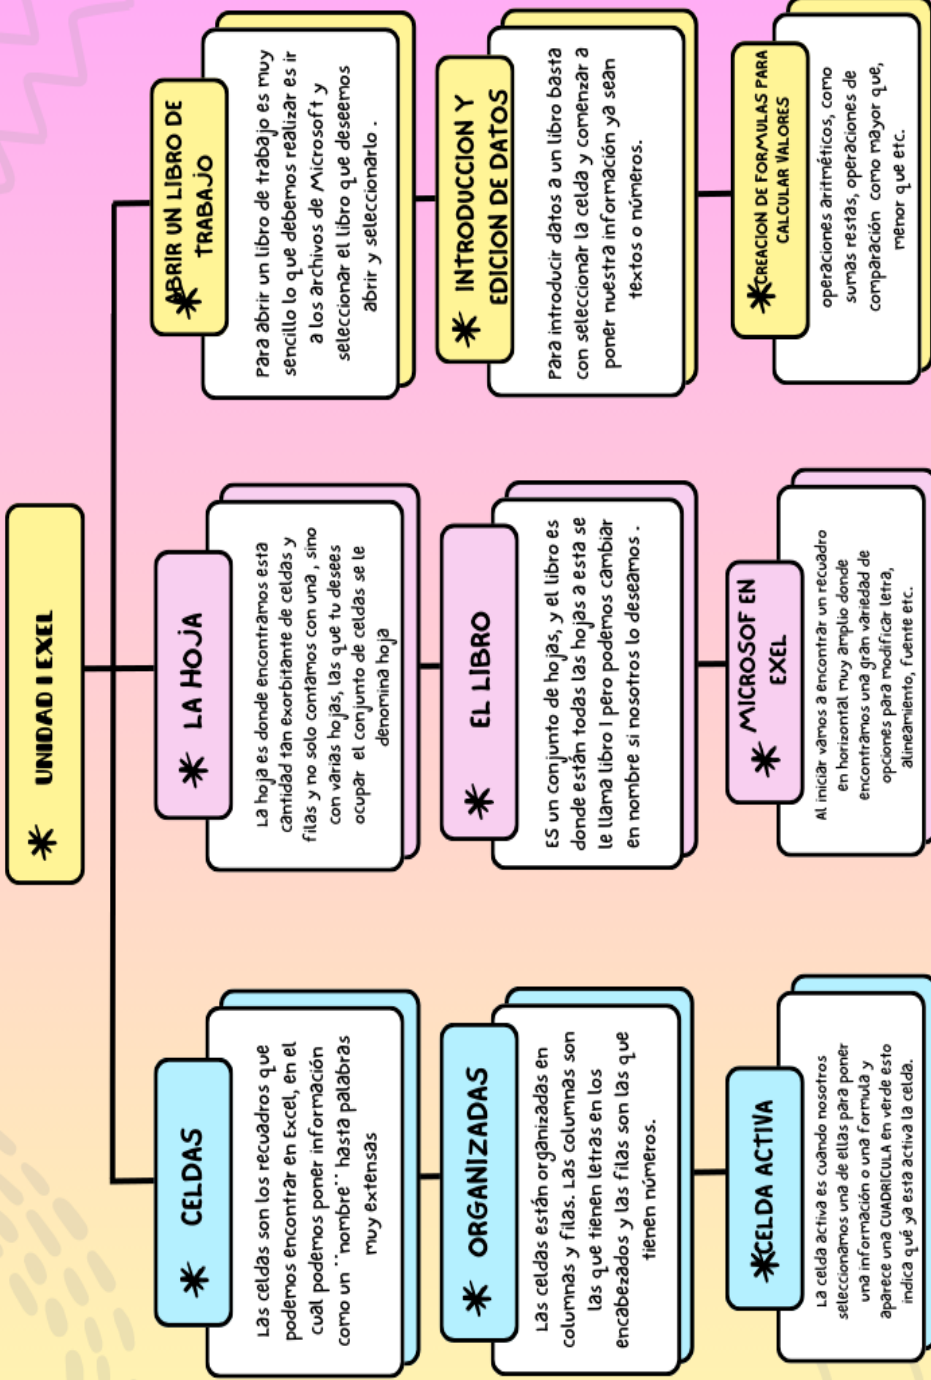 UNIDAD I EXEL
CELDAS
Las celdas son los recuadros que
podemos encontrar en Excel, en el
cual podemos poner información
como un ¨nombre¨ hasta palabras
muy extensas
ORGANIZADAS
Las celdas están organizadas en
columnas y filas. Las columnas son
las que tienen letras en los
encabezados y las filas son las que
tienen números.
CELDA ACTIVA
La celda activa es cuando nosotros
seleccionamos una de ellas para poner
una información o una formula y
aparece una CUADRICULA en verde esto
indica qué ya esta activa la celda.
LA HOJA
La hoja es donde encontramos esta
cantidad tan exorbitante de celdas y
filas y no solo contamos con una , sino
con varias hojas, las que tu desees
ocupar el conjunto de celdas se le
denomina hoja
EL LIBRO
ES un conjunto de hojas, y el libro es
donde están todas las hojas a esta se
le llama libro 1 pero podemos cambiar
en nombre si nosotros lo deseamos .
MICROSOF EN
EXEL
Al iniciar vamos a encontrar un recuadro
en horizontal muy amplio donde
encontramos una gran variedad de
opciones para modificar letra,
alineamiento, fuente etc.
ABRIR UN LIBRO DE
TRABAJO
Para abrir un libro de trabajo es muy
sencillo lo que debemos realizar es ir
a los archivos de Microsoft y
seleccionar el libro que deseemos
abrir y seleccionarlo .
INTRODUCCION Y
EDICION DE DATOS
Para introducir datos a un libro basta
con seleccionar la celda y comenzar a
poner nuestra información ya sean
textos o números.
CREACION DE FORMULAS PARA
CALCULAR VALORES
operaciones aritméticos, como
sumas restas, operaciones de
comparación como mayor que,
menor que etc.